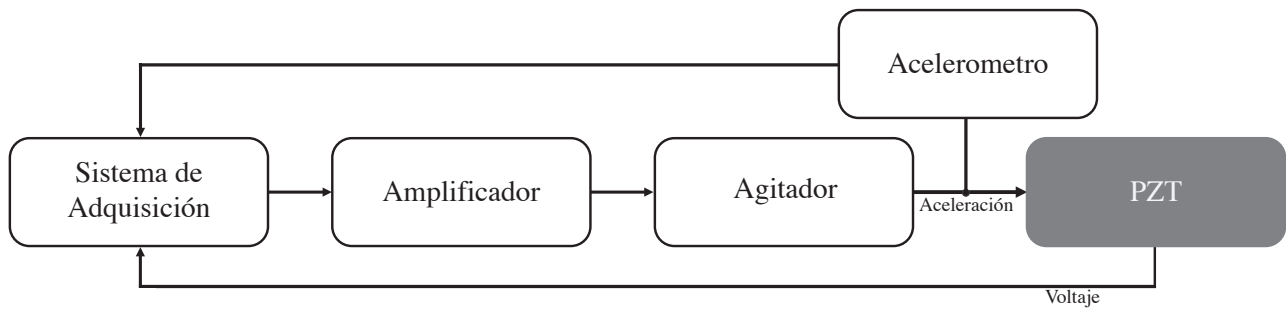 Acelerometro
Sistema de
Adquisición
Amplificador
Agitador
Aceleración
PZT
Voltaje